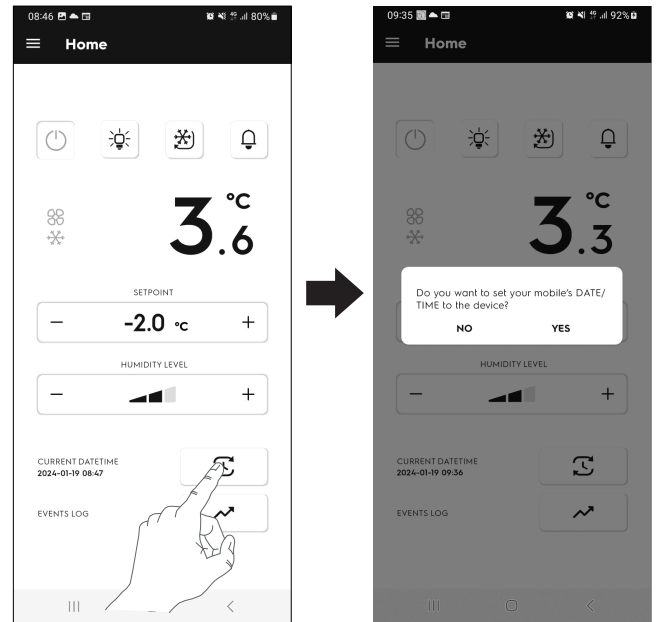 08:46 4G 80%
Home
3.6 °C
SETPOINT
− -2.0 °C +
HUMIDITY LEVEL
− +
CURRENT DATETIME
2024-01-19 08:47
EVENTS LOG
09:35 4G 92%
Home
3.3 °C
Do you want to set your mobile's DATE/
TIME to the device?
NO YES
HUMIDITY LEVEL
− +
CURRENT DATETIME
2024-01-19 09:36
EVENTS LOG